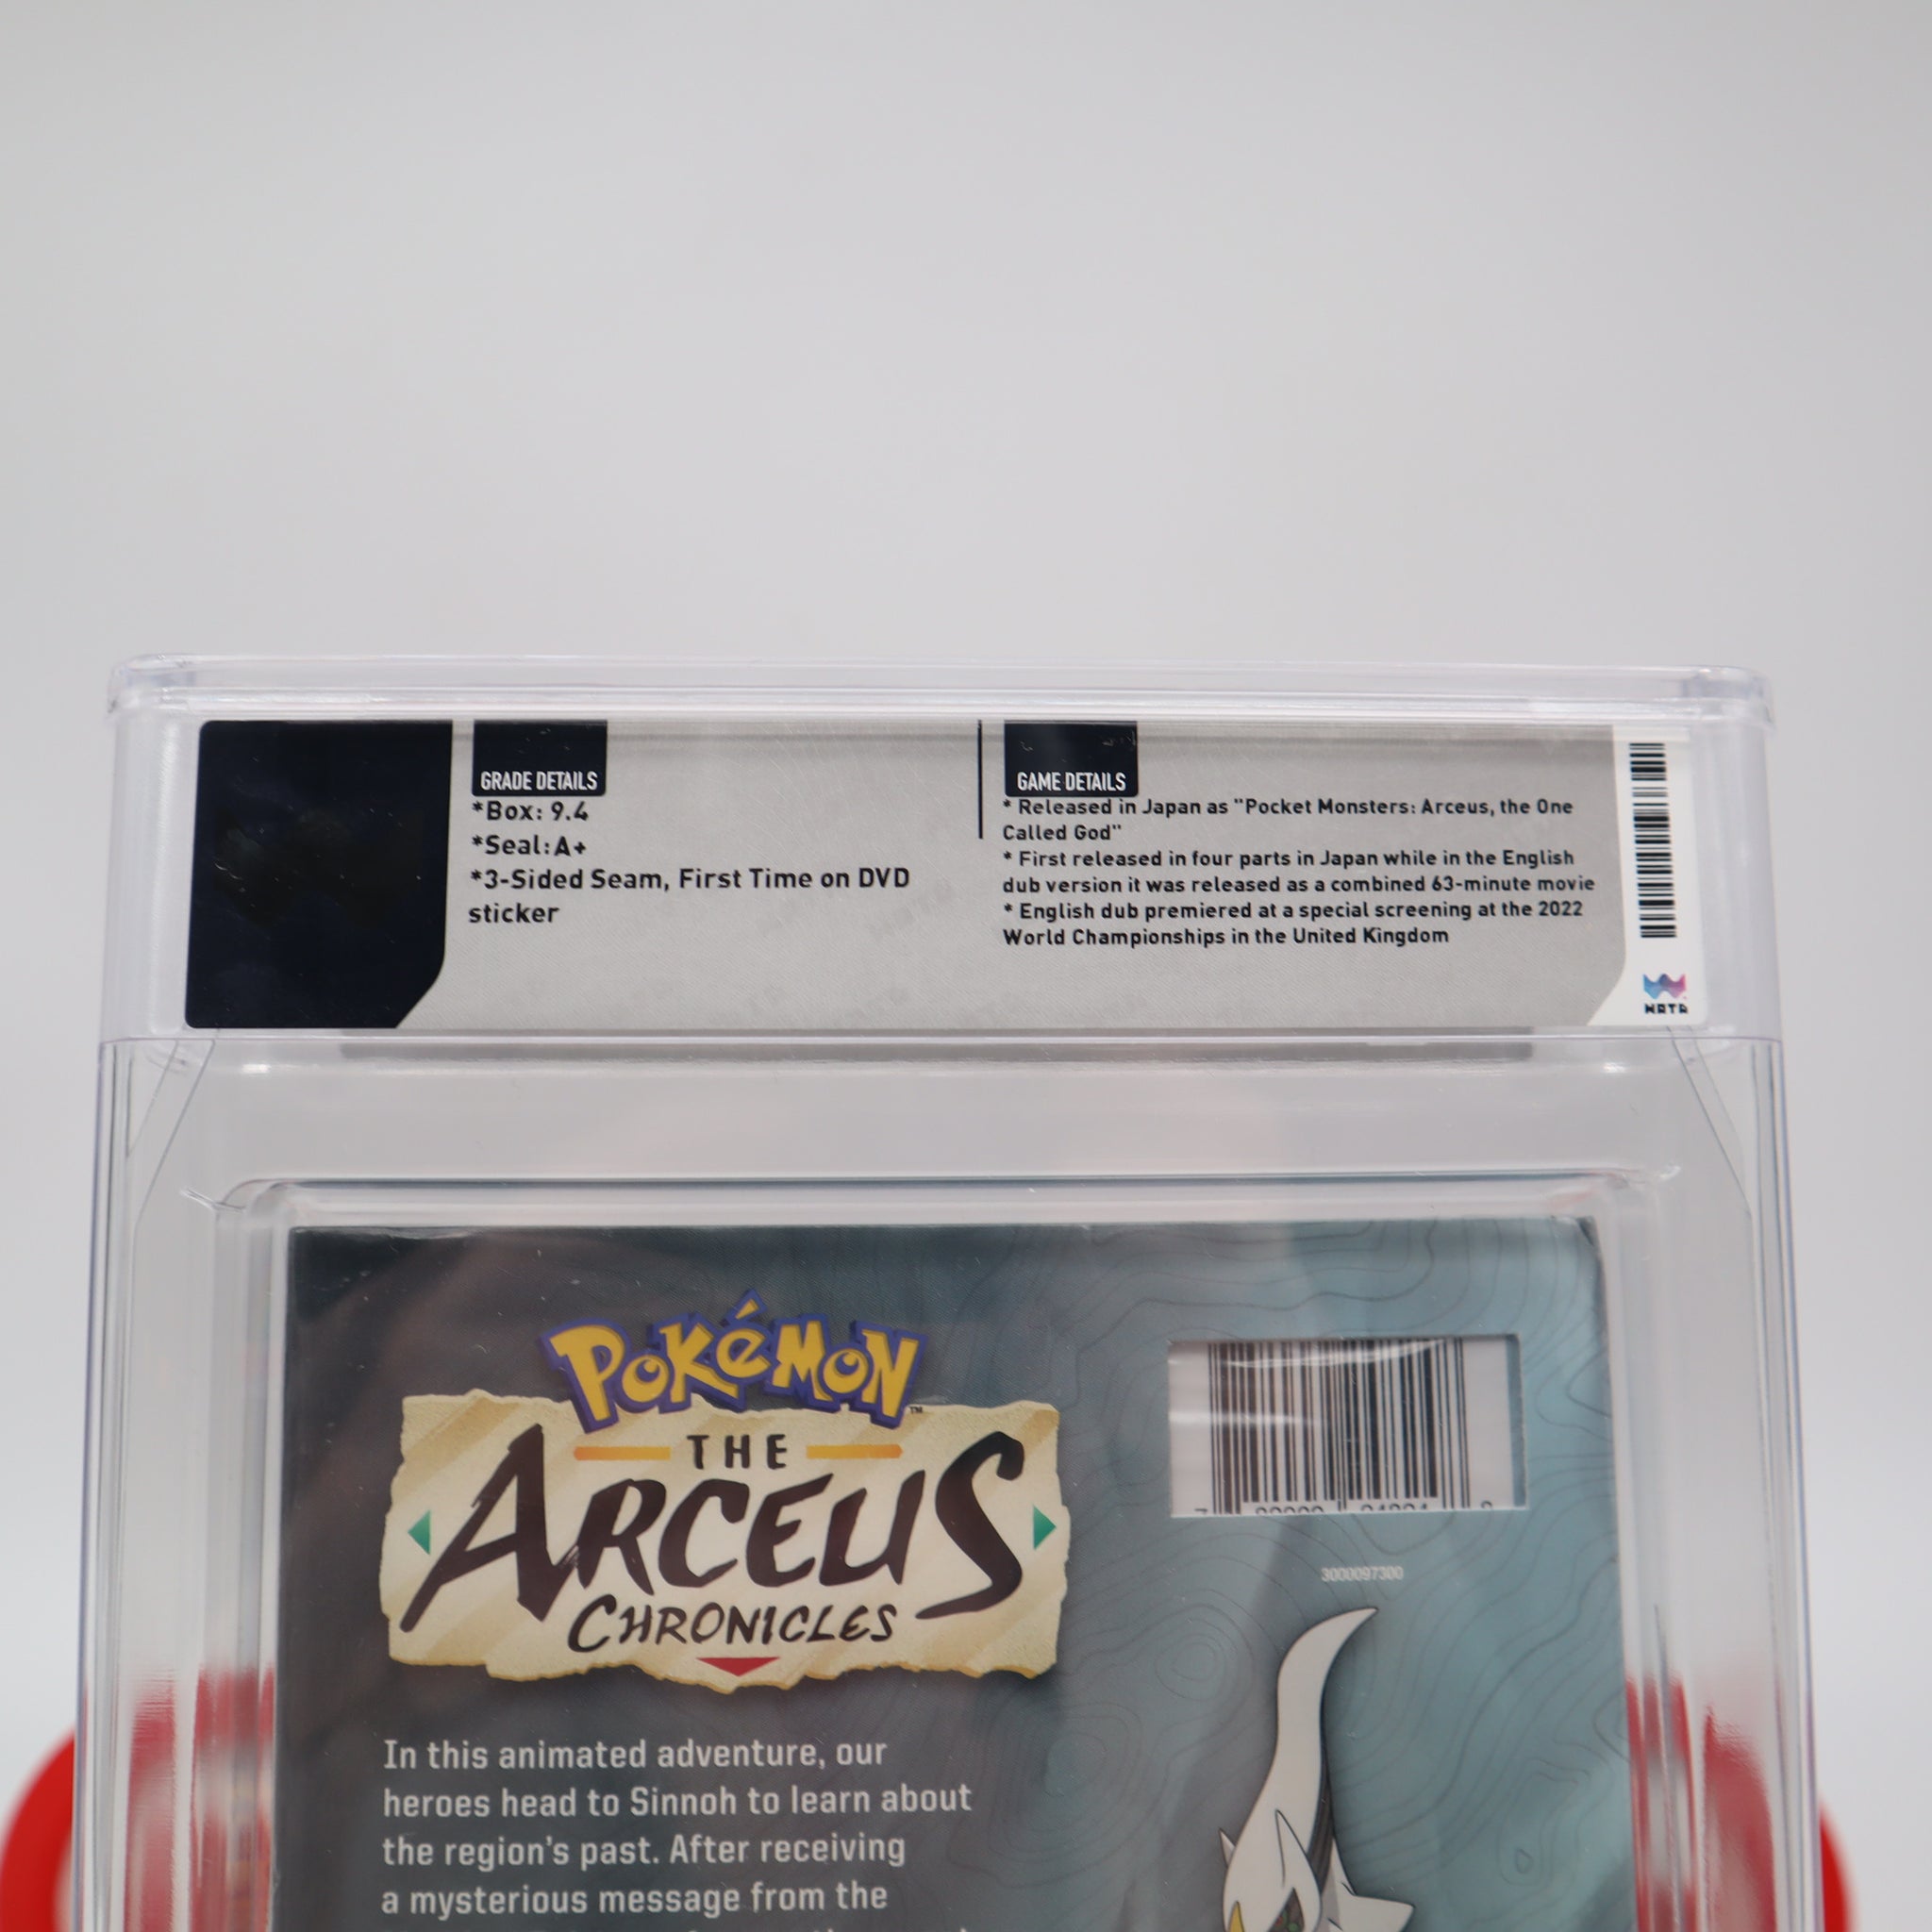 GRADE DETAILS
*Box: 9.4
*Seal:A+
*3-Sided Seam, First Time on DVD
sticker
GAME DETAILS
* Released in Japan as "Pocket Monsters: Arceus, the One
Called God"
* First released in four parts in Japan while in the English
dub version it was released as a combined 63-minute movie
* English dub premiered at a special screening at the 2022
World Championships in the United Kingdom
WATA
POKéMON™
THE
ARCEUS
CHRONICLES
3000097300
In this animated adventure, our
heroes head to Sinnoh to learn about
the region's past. After receiving
a mysterious message from the